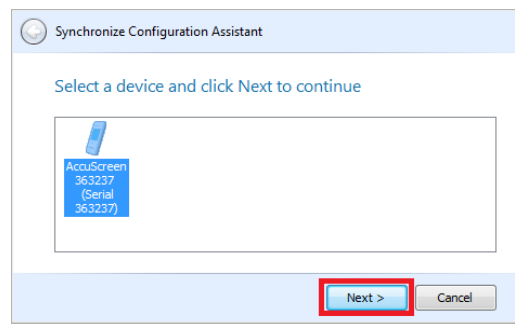 Synchronize Configuration Assistant
Select a device and click Next to continue
AccuScreen
363237
(Serial
363237)
Next >
Cancel